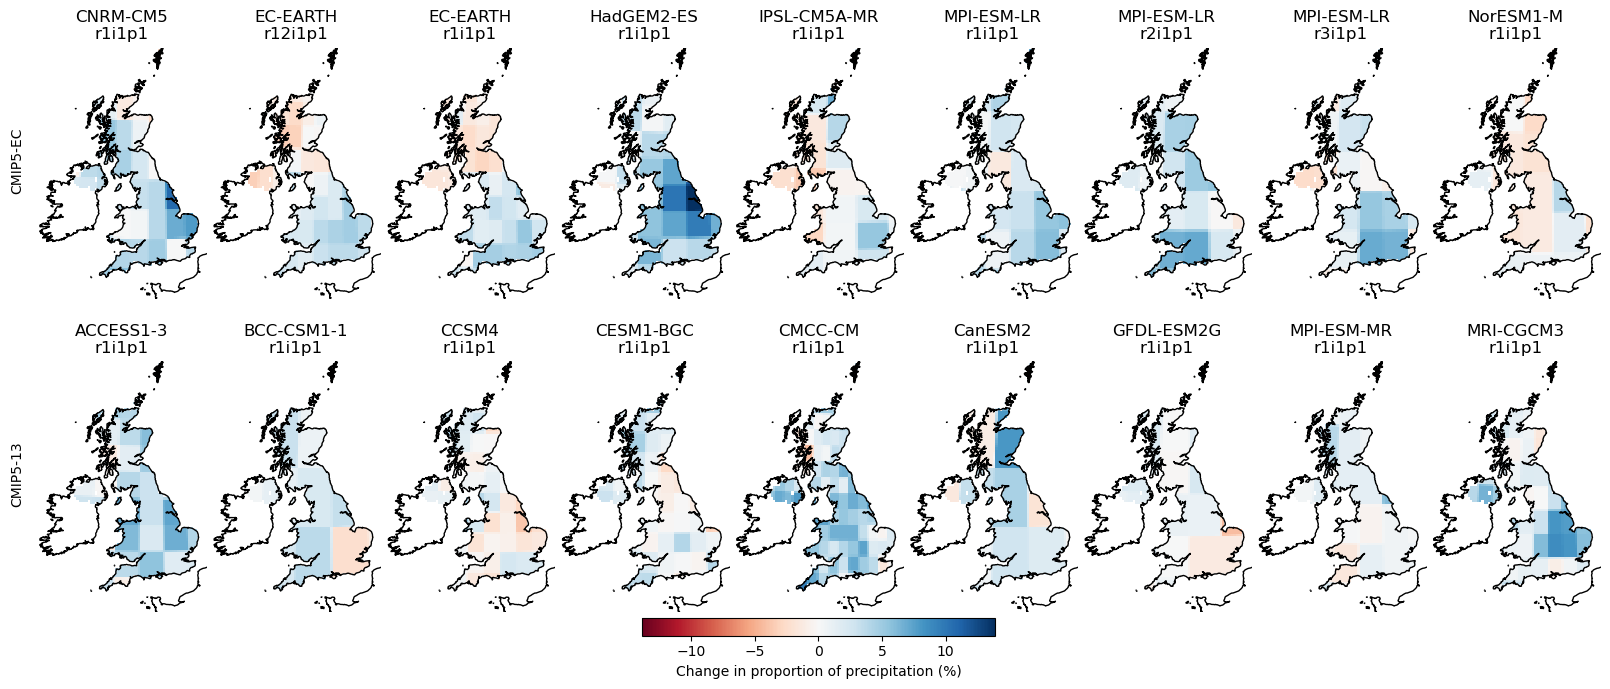 CNRM-CM5 EC-EARTH EC-EARTH HadGEM2-ES IPSL-CM5A-MR MPI-ESM-LR MPI-ESM-LR MPI-ESM-LR NorESM1-M
r1i1p1 r12i1p1 r1i1p1 r1i1p1 r1i1p1 r1i1p1 r2i1p1 r3i1p1 r1i1p1
CMIP5-EC
ACCESS1-3 BCC-CSM1-1 CCSM4 CESM1-BGC CMCC-CM CanESM2 GFDL-ESM2G MPI-ESM-MR MRI-CGCM3
r1i1p1 r1i1p1 r1i1p1 r1i1p1 r1i1p1 r1i1p1 r1i1p1 r1i1p1 r1i1p1
CMIP5-13
−10 −5 0 5 10
Change in proportion of precipitation (%)